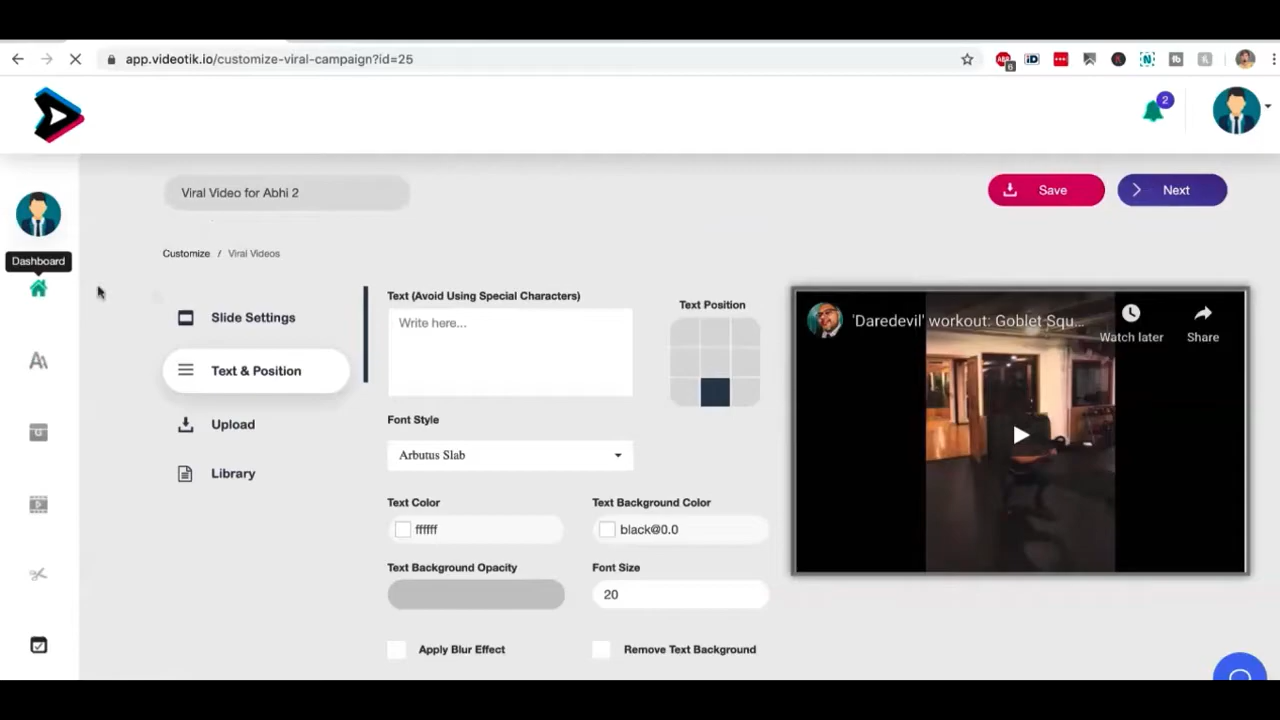 app.videotik.io/customize-viral-campaign?id=25
6
iD
N
fb
2
Viral Video for Abhi 2
Save
Next
Customize / Viral Videos
Dashboard
Slide Settings
Text & Position
Upload
Library
Text (Avoid Using Special Characters)
Write here...
Text Position
Font Style
Arbutus Slab
Text Color
ffffff
Text Background Color
black@0.0
Text Background Opacity
Font Size
20
Apply Blur Effect
Remove Text Background
'Daredevil' workout: Goblet Squ...
Watch later
Share